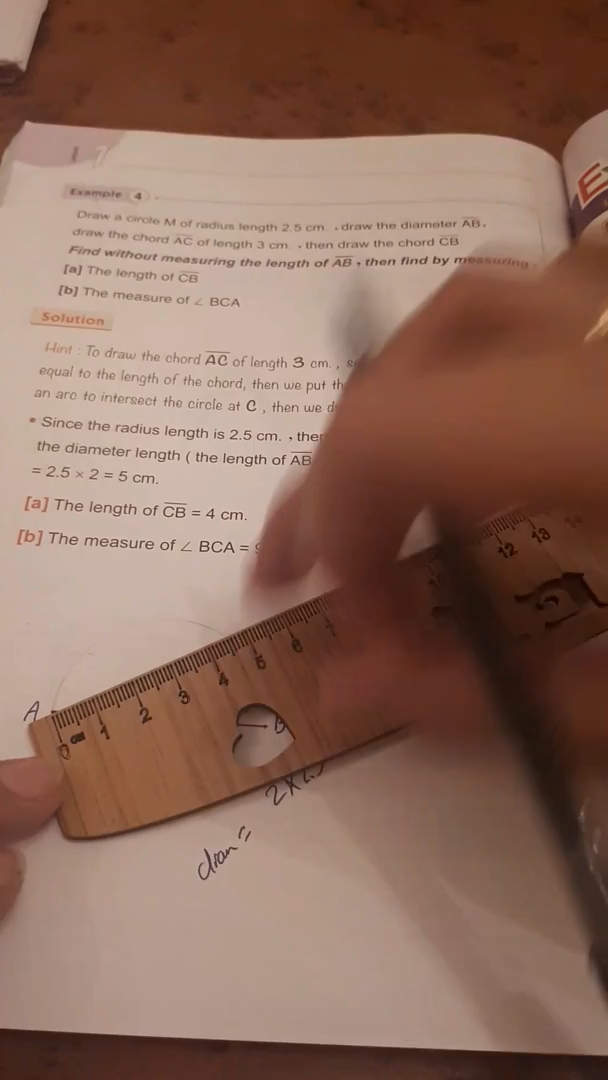 Example 4
Draw a circle M of radius length 2.5 cm. , draw the diameter AB ,
draw the chord AC of length 3 cm. , then draw the chord CB
Find without measuring the length of AB , then find by measuring :
[a] The length of CB
[b] The measure of ∠ BCA
Solution
Hint : To draw the chord AC of length 3 cm. ,
equal to the length of the chord, then we put
an arc to intersect the circle at C , then we
• Since the radius length is 2.5 cm. ,
the diameter length ( the length of AB
= 2.5 × 2 = 5 cm.
[a] The length of CB = 4 cm.
[b] The measure of ∠ BCA =
A
0 cm 1 2 3 4 5 6 7 12 13 14
B
2 ×